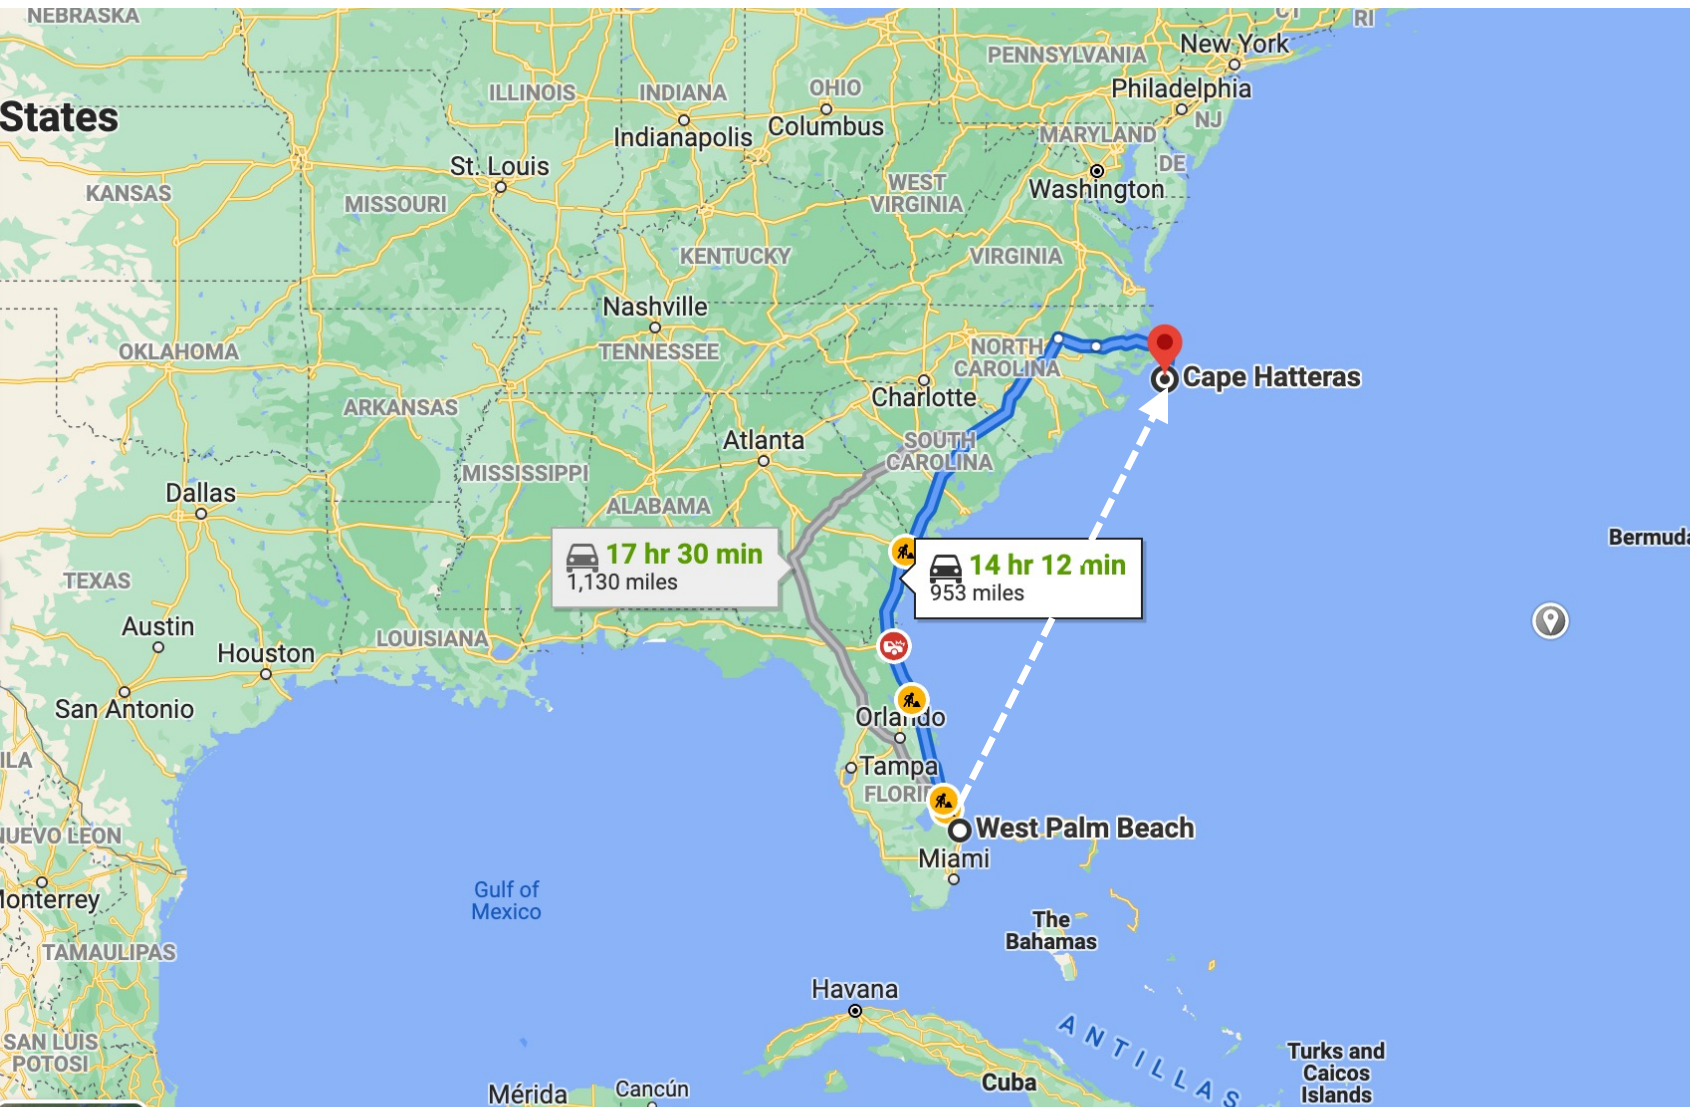 NEBRASKA
CT
RI
New York
PENNSYLVANIA
Philadelphia
NJ
ILLINOIS
INDIANA
OHIO
States
Indianapolis
Columbus
MARYLAND
DE
St. Louis
Washington
KANSAS
MISSOURI
WEST
VIRGINIA
KENTUCKY
VIRGINIA
Nashville
OKLAHOMA
TENNESSEE
NORTH
CAROLINA
Cape Hatteras
Charlotte
ARKANSAS
Atlanta
SOUTH
CAROLINA
MISSISSIPPI
Dallas
ALABAMA
17 hr 30 min
1,130 miles
14 hr 12 min
953 miles
Bermuda
TEXAS
Austin
LOUISIANA
Houston
San Antonio
Orlando
Tampa
FLORI
ILA
West Palm Beach
NUEVO LEON
Miami
Monterrey
Gulf of
Mexico
The
Bahamas
TAMAULIPAS
Havana
ANTILLAS
SAN LUIS
POTOSI
Turks and
Caicos
Islands
Cuba
Mérida
Cancún